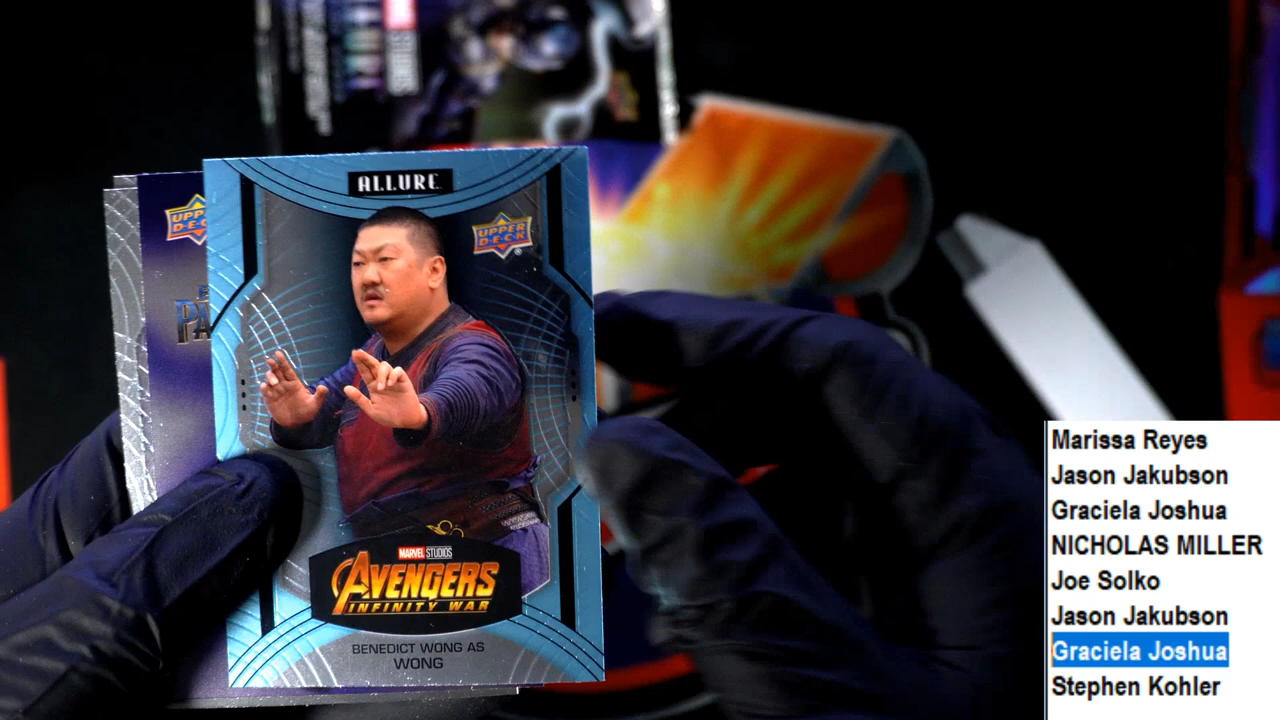 ALLURE
UPPER
DECK
UPPER
PA
MARVEL STUDIOS
AVENGERS
INFINITY WAR
BENEDICT WONG AS
WONG
Marissa Reyes
Jason Jakubson
Graciela Joshua
NICHOLAS MILLER
Joe Solko
Jason Jakubson
Graciela Joshua
Stephen Kohler